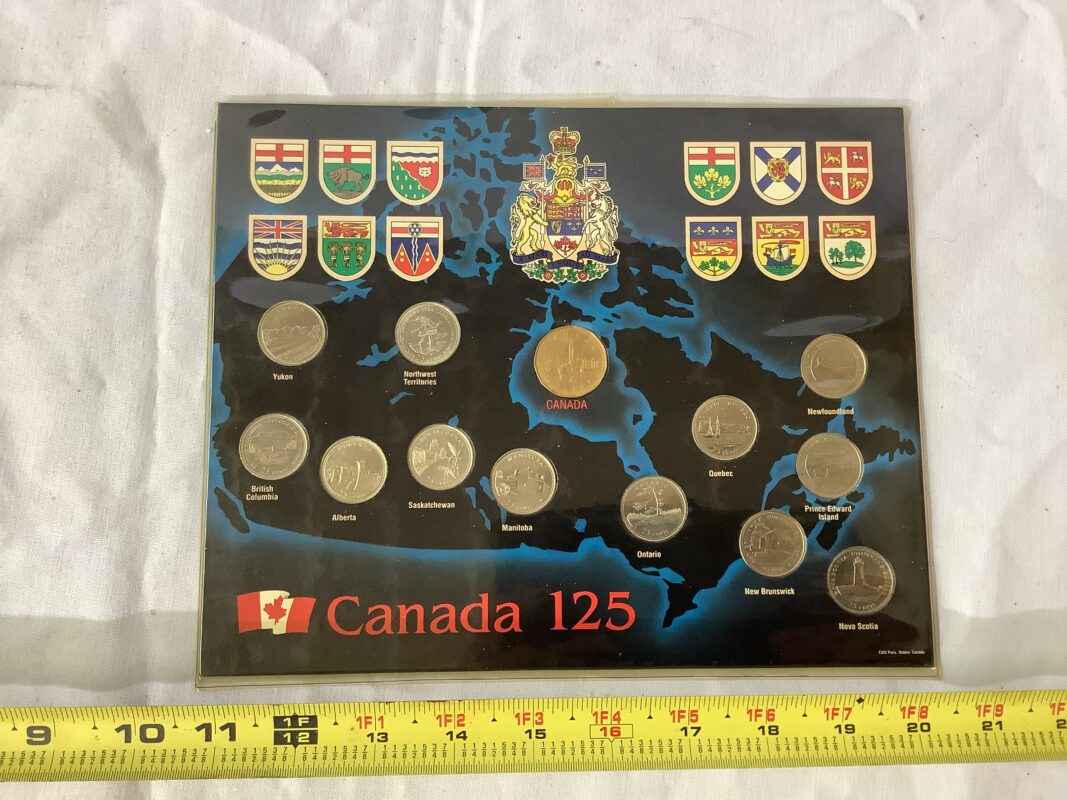 Yukon
Northwest
Territories
CANADA
Newfoundland
British
Columbia
Alberta
Saskatchewan
Manitoba
Ontario
Quebec
Prince Edward
Island
New Brunswick
Nova Scotia
Canada 125
9 10 11 1F 1F1 1F2 1F3 1F4 1F5 1F6 1F7 1F8 1F9
12 13 14 15 16 17 18 19 20 21